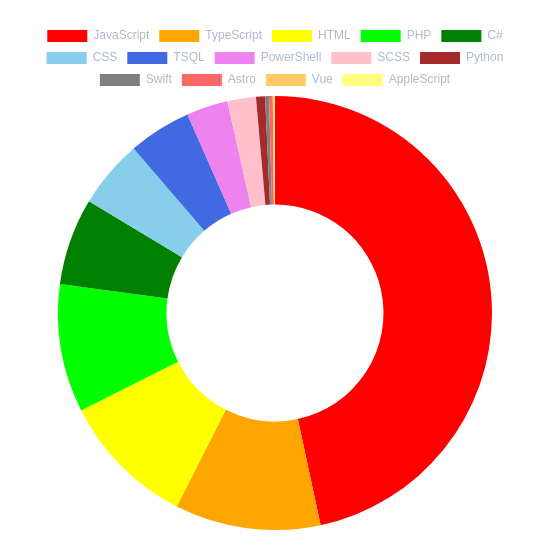 JavaScript TypeScript HTML PHP C#
CSS TSQL PowerShell SCSS Python
Swift Astro Vue AppleScript